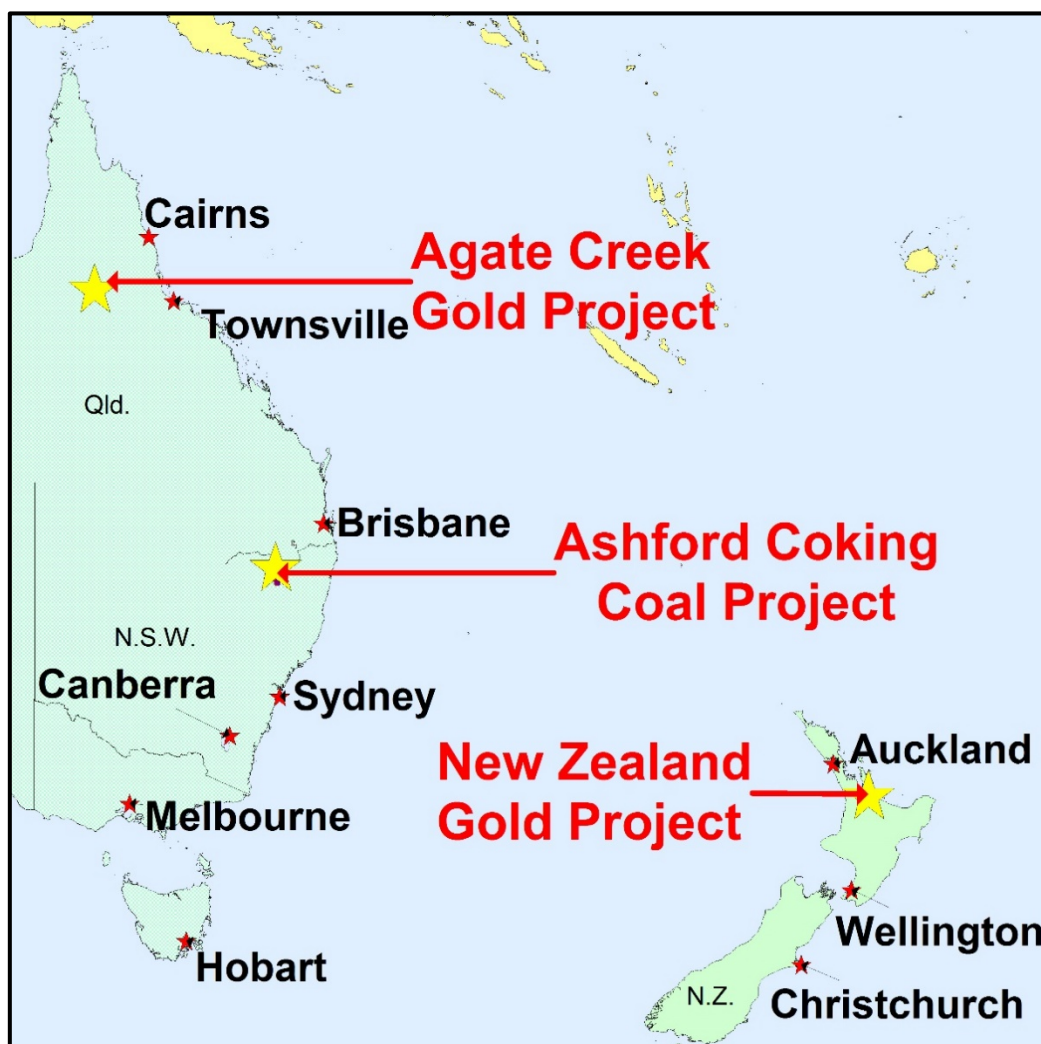 Cairns
Agate Creek
Gold Project
Townsville
Qld.
Brisbane
Ashford Coking
Coal Project
N.S.W.
Canberra
Sydney
New Zealand
Gold Project
Auckland
Melbourne
Wellington
Hobart
N.Z.
Christchurch